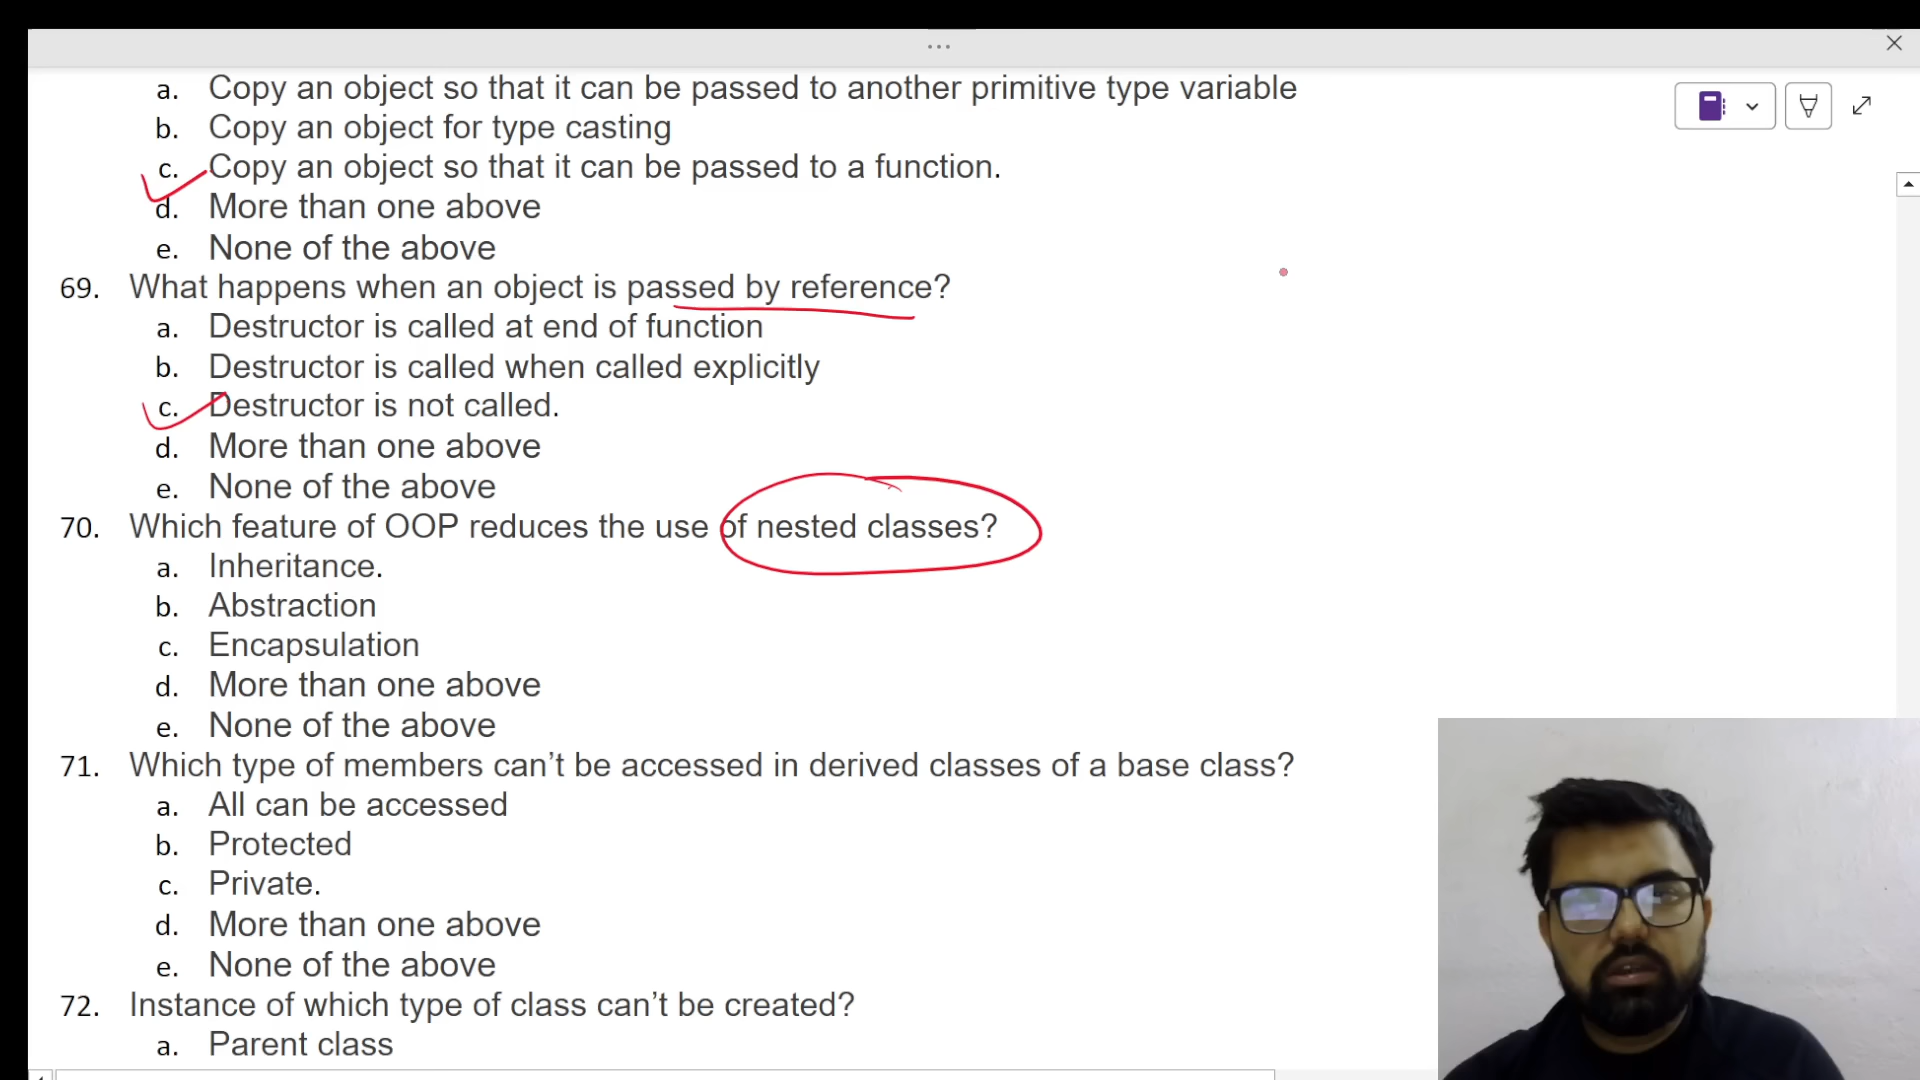 a. Copy an object so that it can be passed to another primitive type variable
b. Copy an object for type casting
c. Copy an object so that it can be passed to a function.
d. More than one above
e. None of the above
69. What happens when an object is passed by reference?
a. Destructor is called at end of function
b. Destructor is called when called explicitly
c. Destructor is not called.
d. More than one above
e. None of the above
70. Which feature of OOP reduces the use of nested classes?
a. Inheritance.
b. Abstraction
c. Encapsulation
d. More than one above
e. None of the above
71. Which type of members can’t be accessed in derived classes of a base class?
a. All can be accessed
b. Protected
c. Private.
d. More than one above
e. None of the above
72. Instance of which type of class can’t be created?
a. Parent class